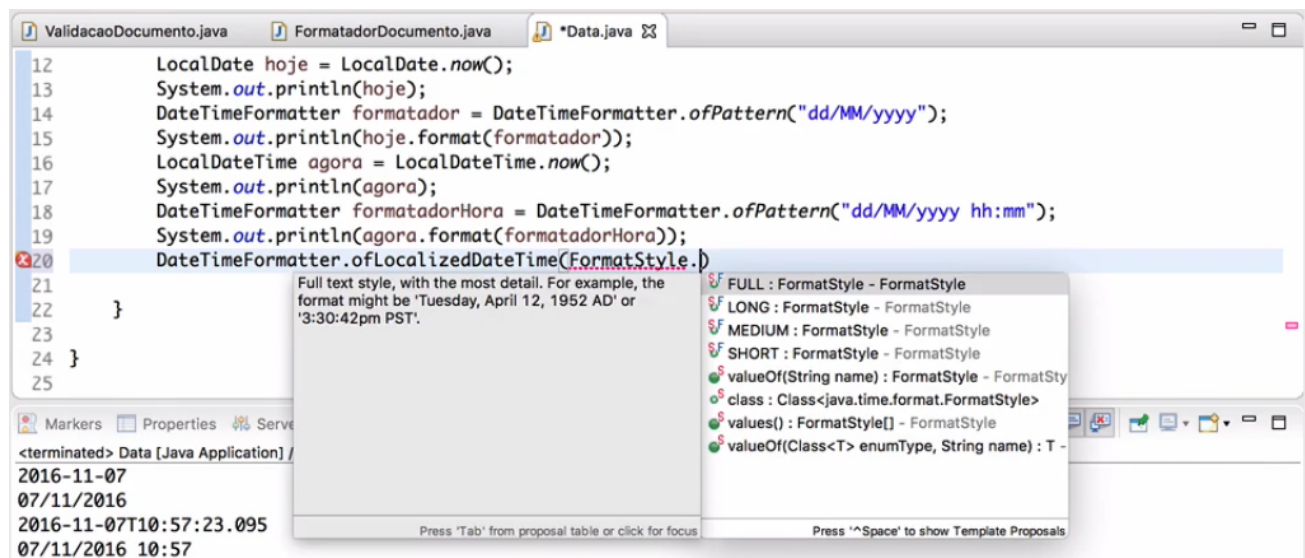 ValidacaoDocumento.java FormatadorDocumento.java *Data.java
12 LocalDate hoje = LocalDate.now();
13 System.out.println(hoje);
14 DateTimeFormatter formatador = DateTimeFormatter.ofPattern("dd/MM/yyyy");
15 System.out.println(hoje.format(formatador));
16 LocalDateTime agora = LocalDateTime.now();
17 System.out.println(agora);
18 DateTimeFormatter formatadorHora = DateTimeFormatter.ofPattern("dd/MM/yyyy hh:mm");
19 System.out.println(agora.format(formatadorHora));
20 DateTimeFormatter.ofLocalizedDateTime(FormatStyle.)
21
22 }
23
24 }
25
Full text style, with the most detail. For example, the
format might be 'Tuesday, April 12, 1952 AD' or
'3:30:42pm PST'.
Press 'Tab' from proposal table or click for focus
FULL : FormatStyle - FormatStyle
LONG : FormatStyle - FormatStyle
MEDIUM : FormatStyle - FormatStyle
SHORT : FormatStyle - FormatStyle
valueOf(String name) : FormatStyle - FormatSty
class : Class<java.time.format.FormatStyle>
values() : FormatStyle[] - FormatStyle
valueOf(Class<T> enumType, String name) : T -
Press '^Space' to show Template Proposals
Markers Properties Serve
<terminated> Data [Java Application] /
2016-11-07
07/11/2016
2016-11-07T10:57:23.095
07/11/2016 10:57